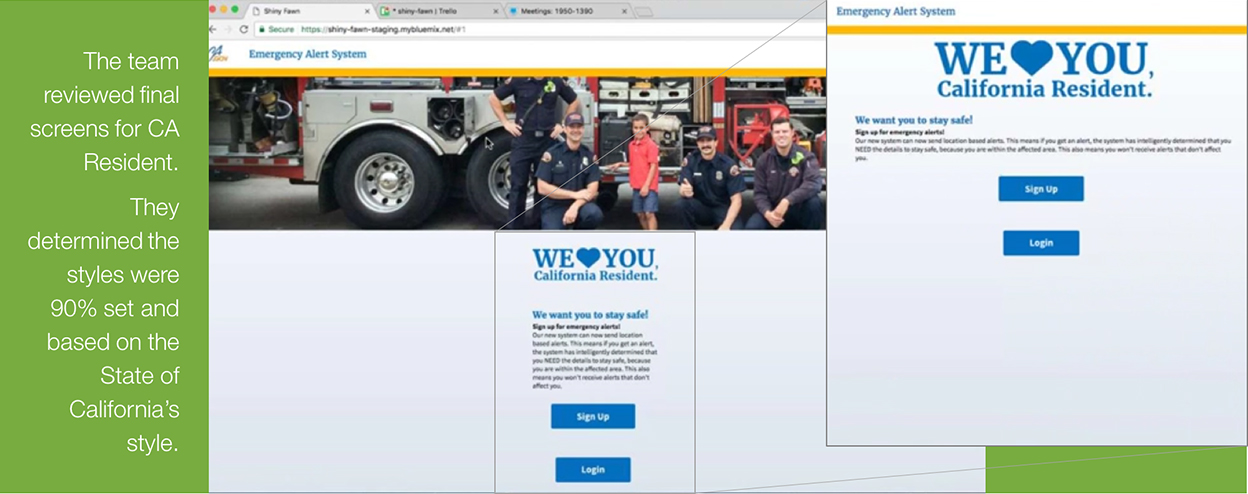 The team
reviewed final
screens for CA
Resident.
They
determined the
styles were
90% set and
based on the
State of
California's
style.
Shiny Fawn
* shiny-fawn | Trello
Meetings: 1950-1390
Secure https://shiny-fawn-staging.mybluemix.net/#1
Emergency Alert System
WE YOU,
California Resident.
We want you to stay safe!
Sign up for emergency alerts!
Our new system can now send location
based alerts. This means if you get an alert,
the system has intelligently determined that
you NEED the details to stay safe, because
you are within the affected area. This also
means you won't receive alerts that don't
affect you.
Sign Up
Login
Emergency Alert System
WE YOU,
California Resident.
We want you to stay safe!
Sign up for emergency alerts!
Our new system can now send location based alerts. This means if you get an alert, the system has intelligently determined that you
NEED the details to stay safe, because you are within the affected area. This also means you won't receive alerts that don't affect
you.
Sign Up
Login